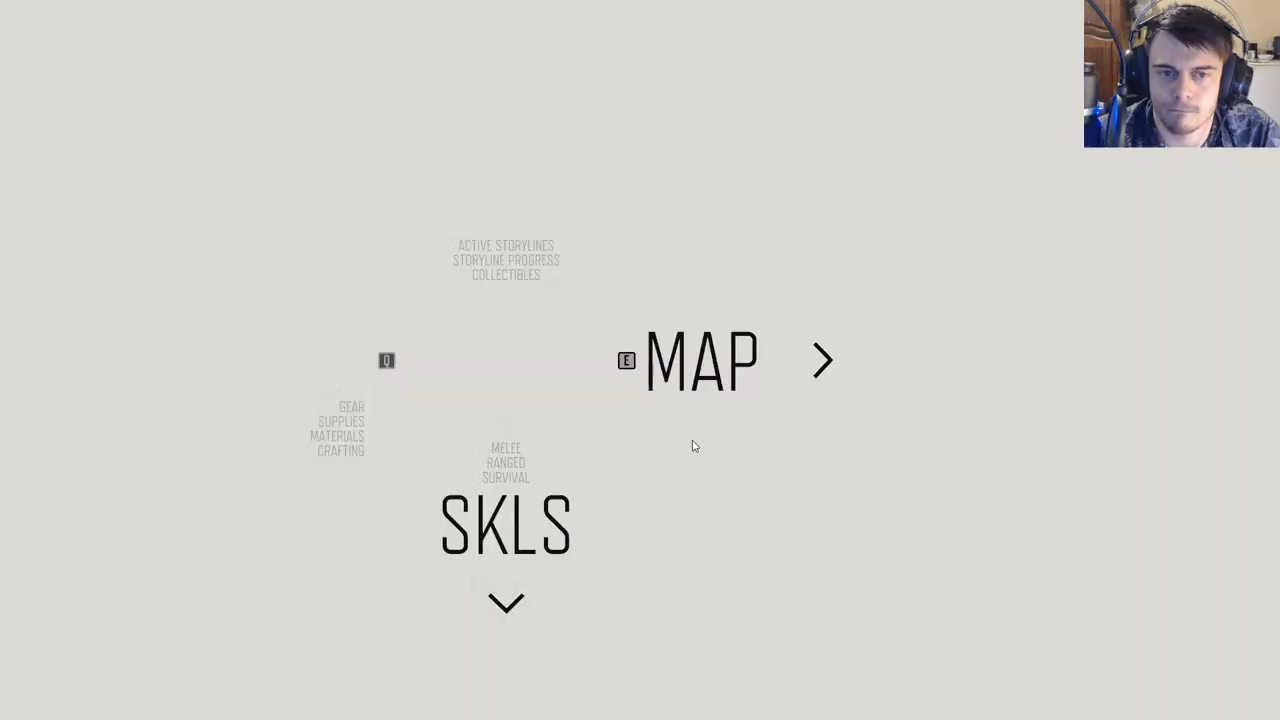 ACTIVE STORYLINES
STORYLINE PROGRESS
COLLECTIBLES
Q
E
MAP
GEAR
SUPPLIES
MATERIALS
CRAFTING
MELEE
RANGED
SURVIVAL
SKLS